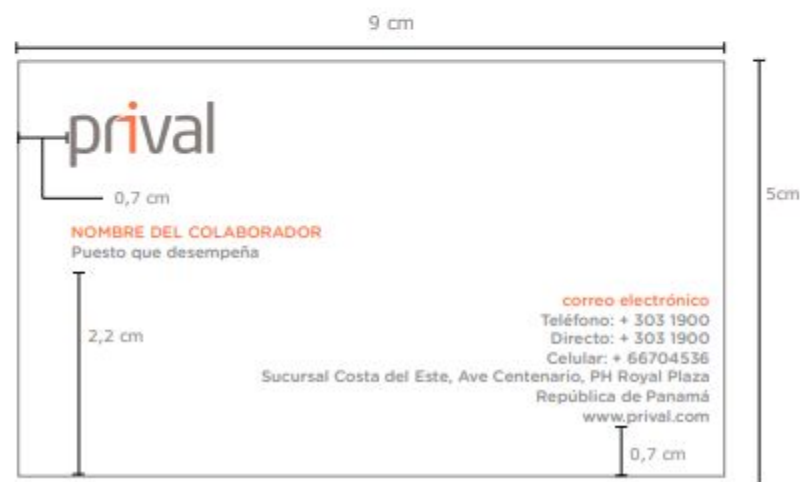 9 cm
prival
0,7 cm
5cm
NOMBRE DEL COLABORADOR
Puesto que desempeña
2,2 cm
correo electrónico
Teléfono: + 303 1900
Directo: + 303 1900
Celular: + 66704536
Sucursal Costa del Este, Ave Centenario, PH Royal Plaza
República de Panamá
www.prival.com
0,7 cm